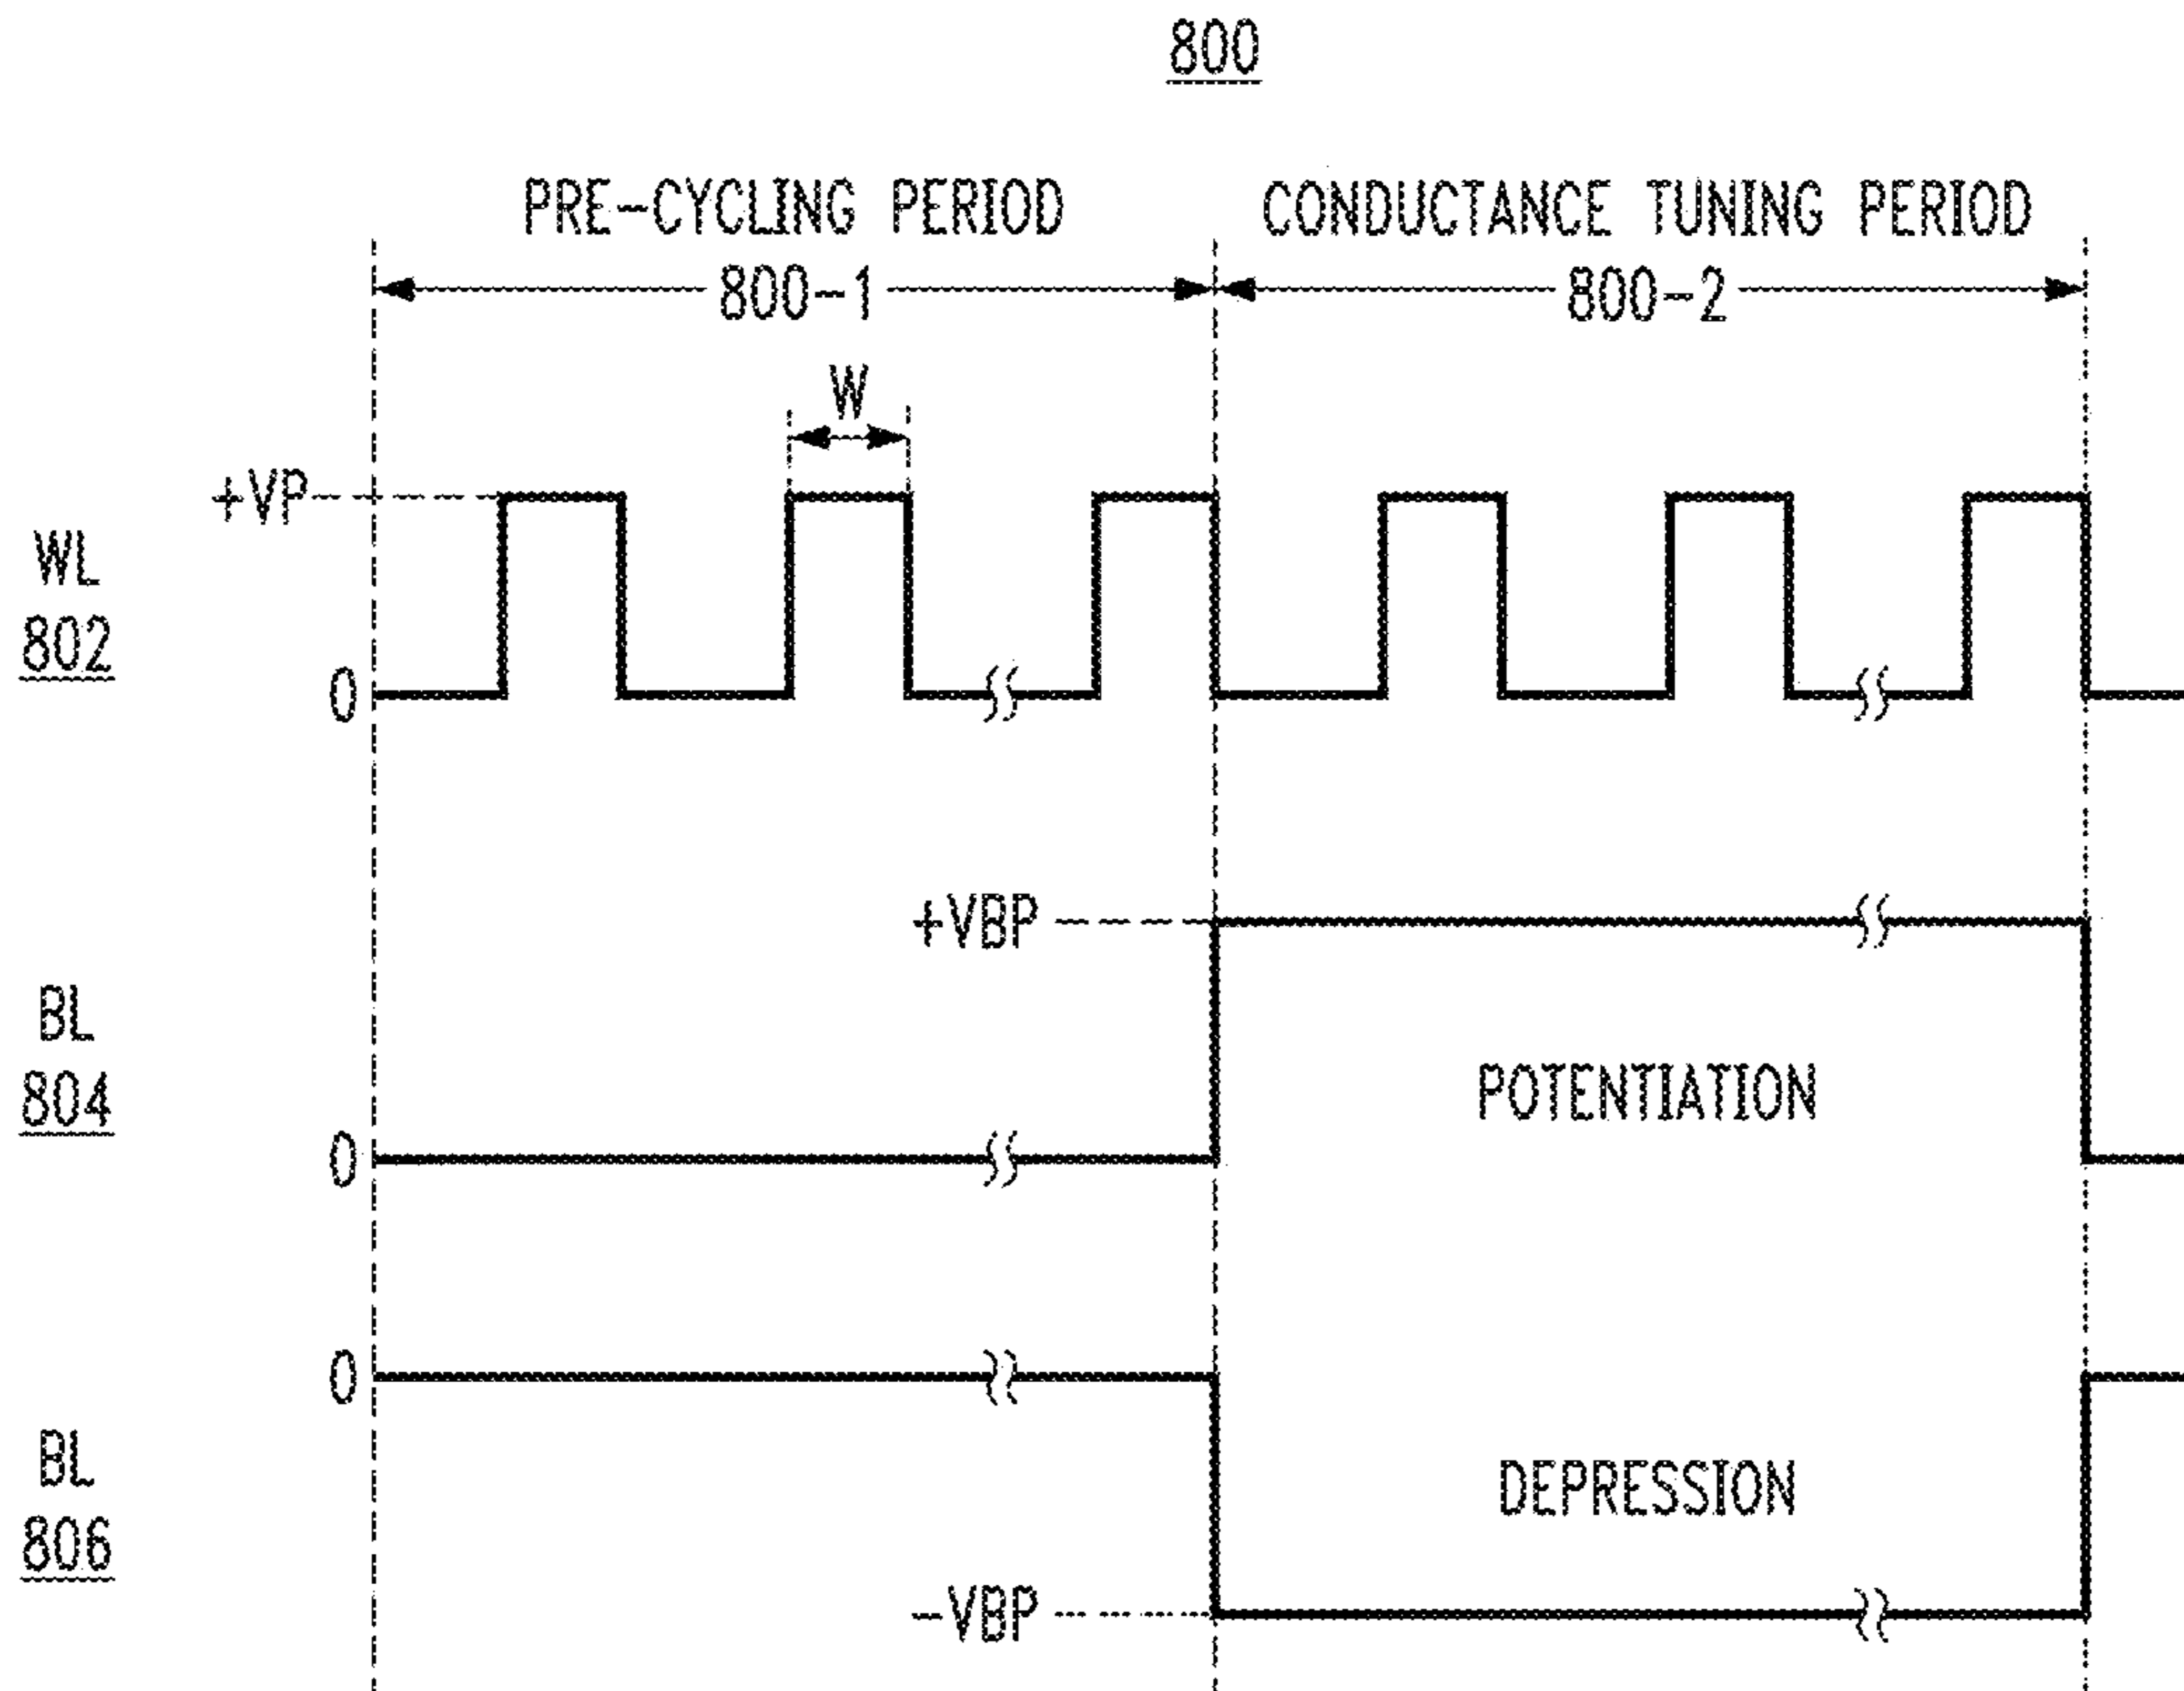 800
PRE-CYCLING PERIOD
800-1
CONDUCTANCE TUNING PERIOD
800-2
W
+VP
WL
802
0
+VBP
BL
804
POTENTIATION
0
0
BL
806
DEPRESSION
-VBP